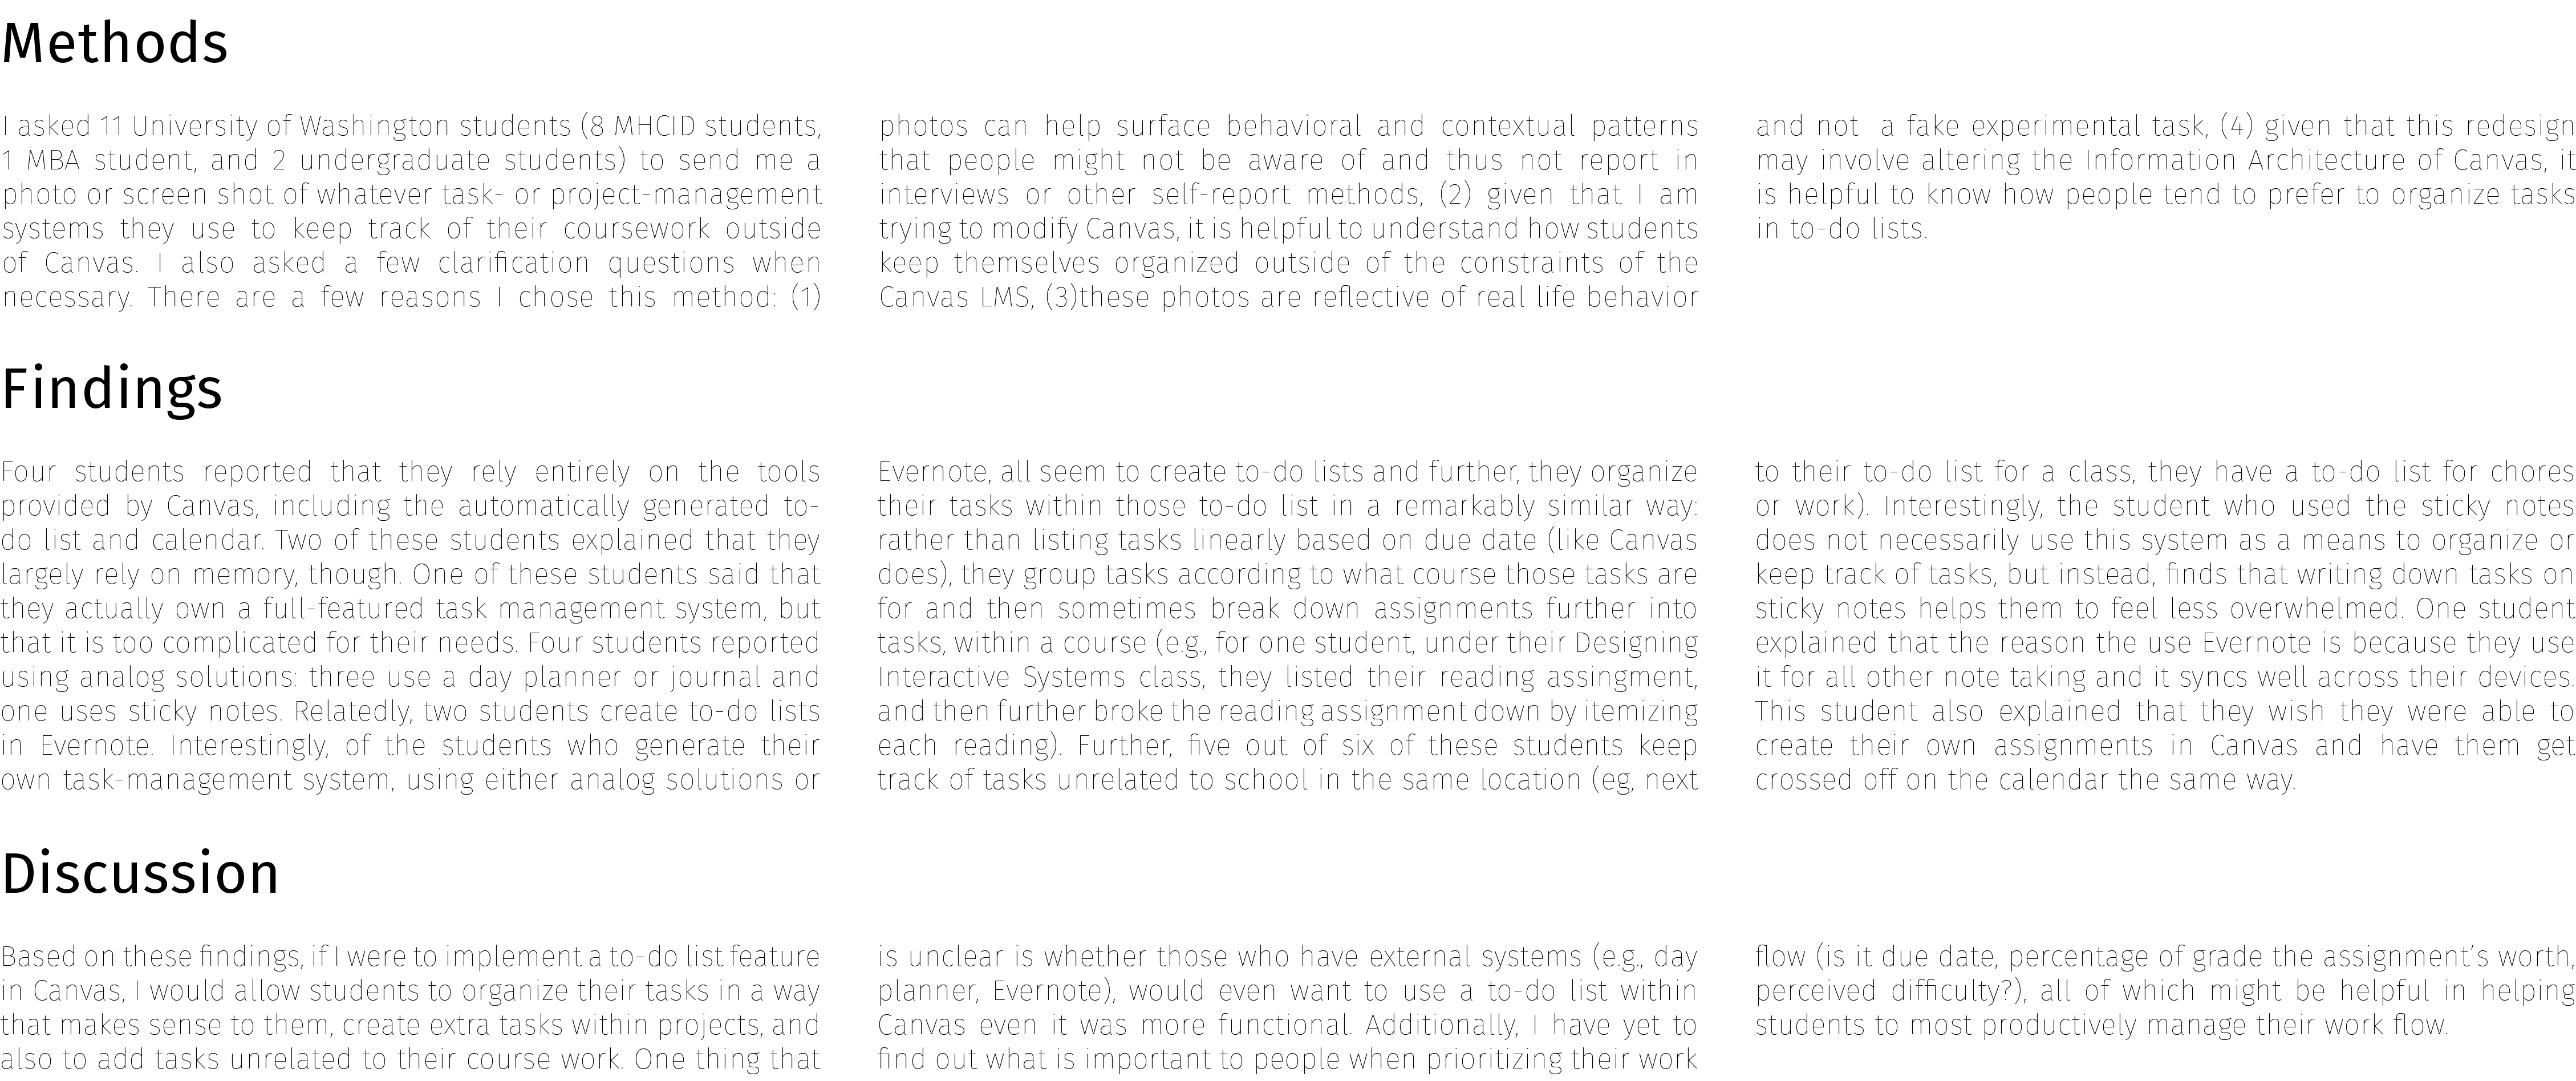 Methods
I asked 11 University of Washington students (8 MHCID students,
1 MBA student, and 2 undergraduate students) to send me a
photo or screen shot of whatever task- or project-management
systems they use to keep track of their coursework outside
of Canvas. I also asked a few clarification questions when
necessary. There are a few reasons I chose this method: (1)
photos can help surface behavioral and contextual patterns
that people might not be aware of and thus not report in
interviews or other self-report methods, (2) given that I am
trying to modify Canvas, it is helpful to understand how students
keep themselves organized outside of the constraints of the
Canvas LMS, (3)these photos are reflective of real life behavior
and not  a fake experimental task, (4) given that this redesign
may involve altering the Information Architecture of Canvas, it
is helpful to know how people tend to prefer to organize tasks
in to-do lists.
Findings
Four students reported that they rely entirely on the tools
provided by Canvas, including the automatically generated to-
do list and calendar. Two of these students explained that they
largely rely on memory, though. One of these students said that
they actually own a full-featured task management system, but
that it is too complicated for their needs. Four students reported
using analog solutions: three use a day planner or journal and
one uses sticky notes. Relatedly, two students create to-do lists
in Evernote. Interestingly, of the students who generate their
own task-management system, using either analog solutions or
Evernote, all seem to create to-do lists and further, they organize
their tasks within those to-do list in a remarkably similar way:
rather than listing tasks linearly based on due date (like Canvas
does), they group tasks according to what course those tasks are
for and then sometimes break down assignments further into
tasks, within a course (e.g., for one student, under their Designing
Interactive Systems class, they listed their reading assingment,
and then further broke the reading assignment down by itemizing
each reading). Further, five out of six of these students keep
track of tasks unrelated to school in the same location (eg, next
to their to-do list for a class, they have a to-do list for chores
or work). Interestingly, the student who used the sticky notes
does not necessarily use this system as a means to organize or
keep track of tasks, but instead, finds that writing down tasks on
sticky notes helps them to feel less overwhelmed. One student
explained that the reason the use Evernote is because they use
it for all other note taking and it syncs well across their devices.
This student also explained that they wish they were able to
create their own assignments in Canvas and have them get
crossed off on the calendar the same way.
Discussion
Based on these findings, if I were to implement a to-do list feature
in Canvas, I would allow students to organize their tasks in a way
that makes sense to them, create extra tasks within projects, and
also to add tasks unrelated to their course work. One thing that
is unclear is whether those who have external systems (e.g., day
planner, Evernote), would even want to use a to-do list within
Canvas even it was more functional. Additionally, I have yet to
find out what is important to people when prioritizing their work
flow (is it due date, percentage of grade the assignment's worth,
perceived difficulty?), all of which might be helpful in helping
students to most productively manage their work flow.